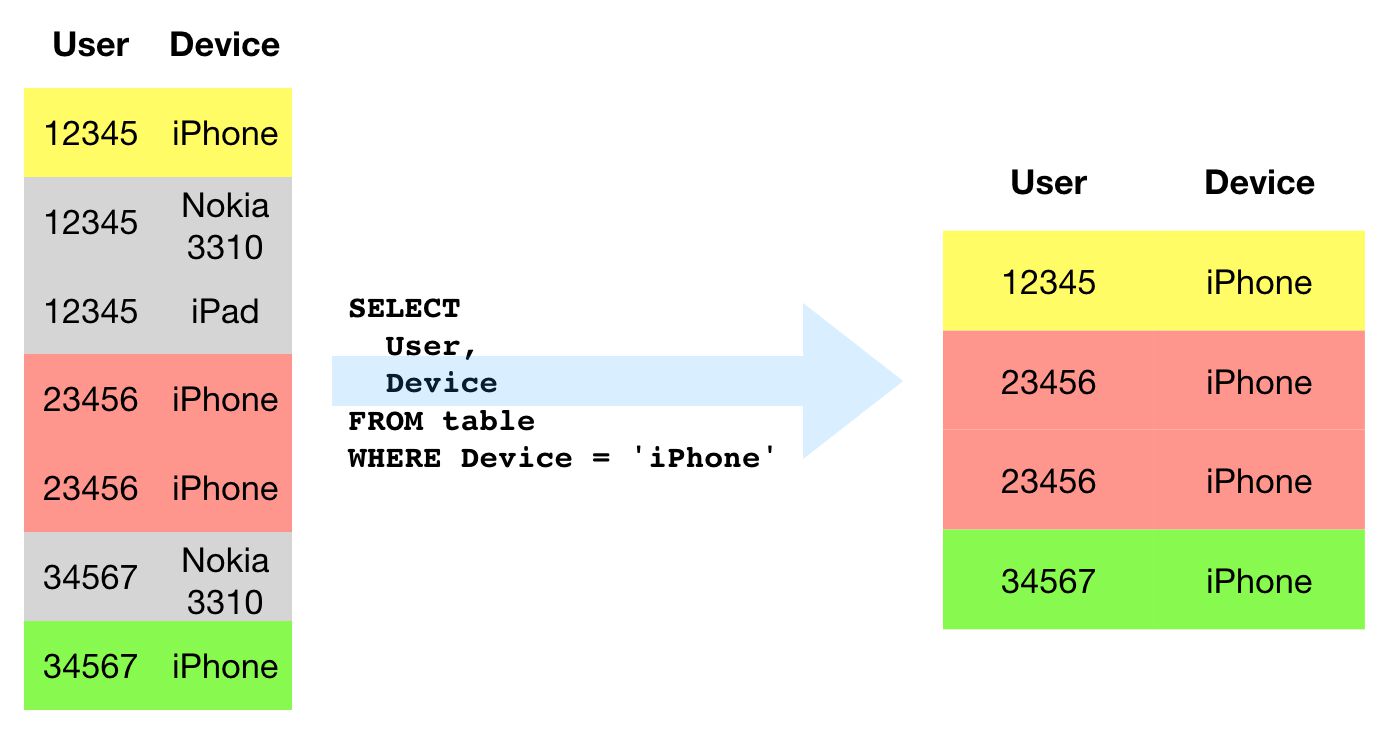 User Device
12345 iPhone
12345 Nokia
3310
12345 iPad
23456 iPhone
23456 iPhone
34567 Nokia
3310
34567 iPhone
SELECT
User,
Device
FROM table
WHERE Device = 'iPhone'
User Device
12345 iPhone
23456 iPhone
23456 iPhone
34567 iPhone